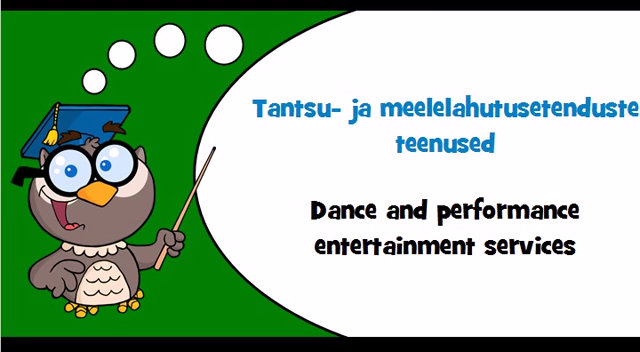 Tantsu- ja meelelahutusetenduste
teenused
Dance and performance
entertainment services